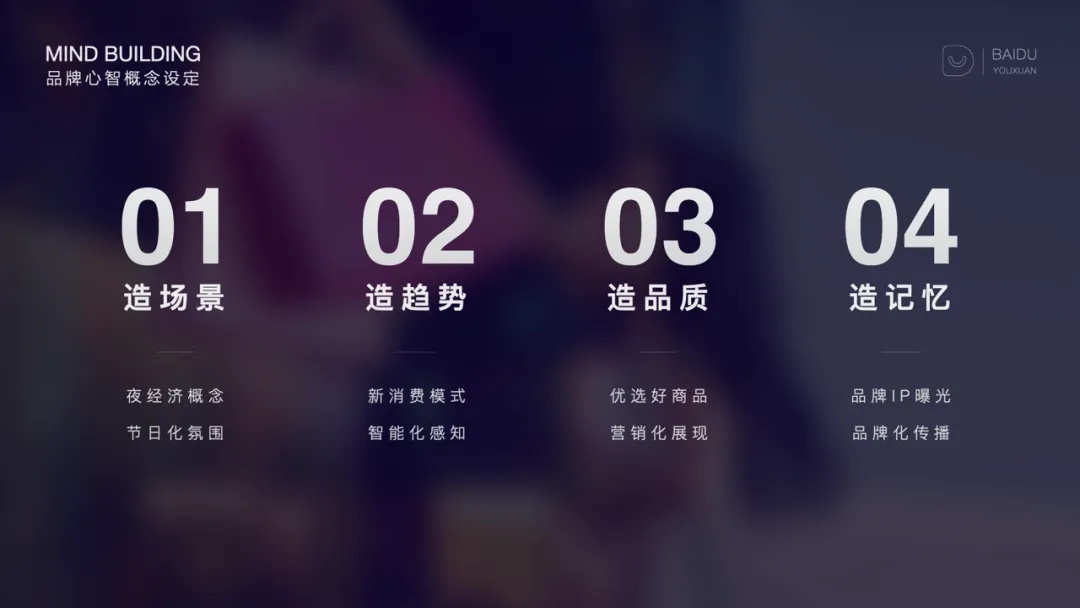 MIND BUILDING
品牌心智概念设定
BAIDU
YOUXUAN
01
造场景
夜经济概念
节日化氛围
02
造趋势
新消费模式
智能化感知
03
造品质
优选好商品
营销化展现
04
造记忆
品牌IP曝光
品牌化传播